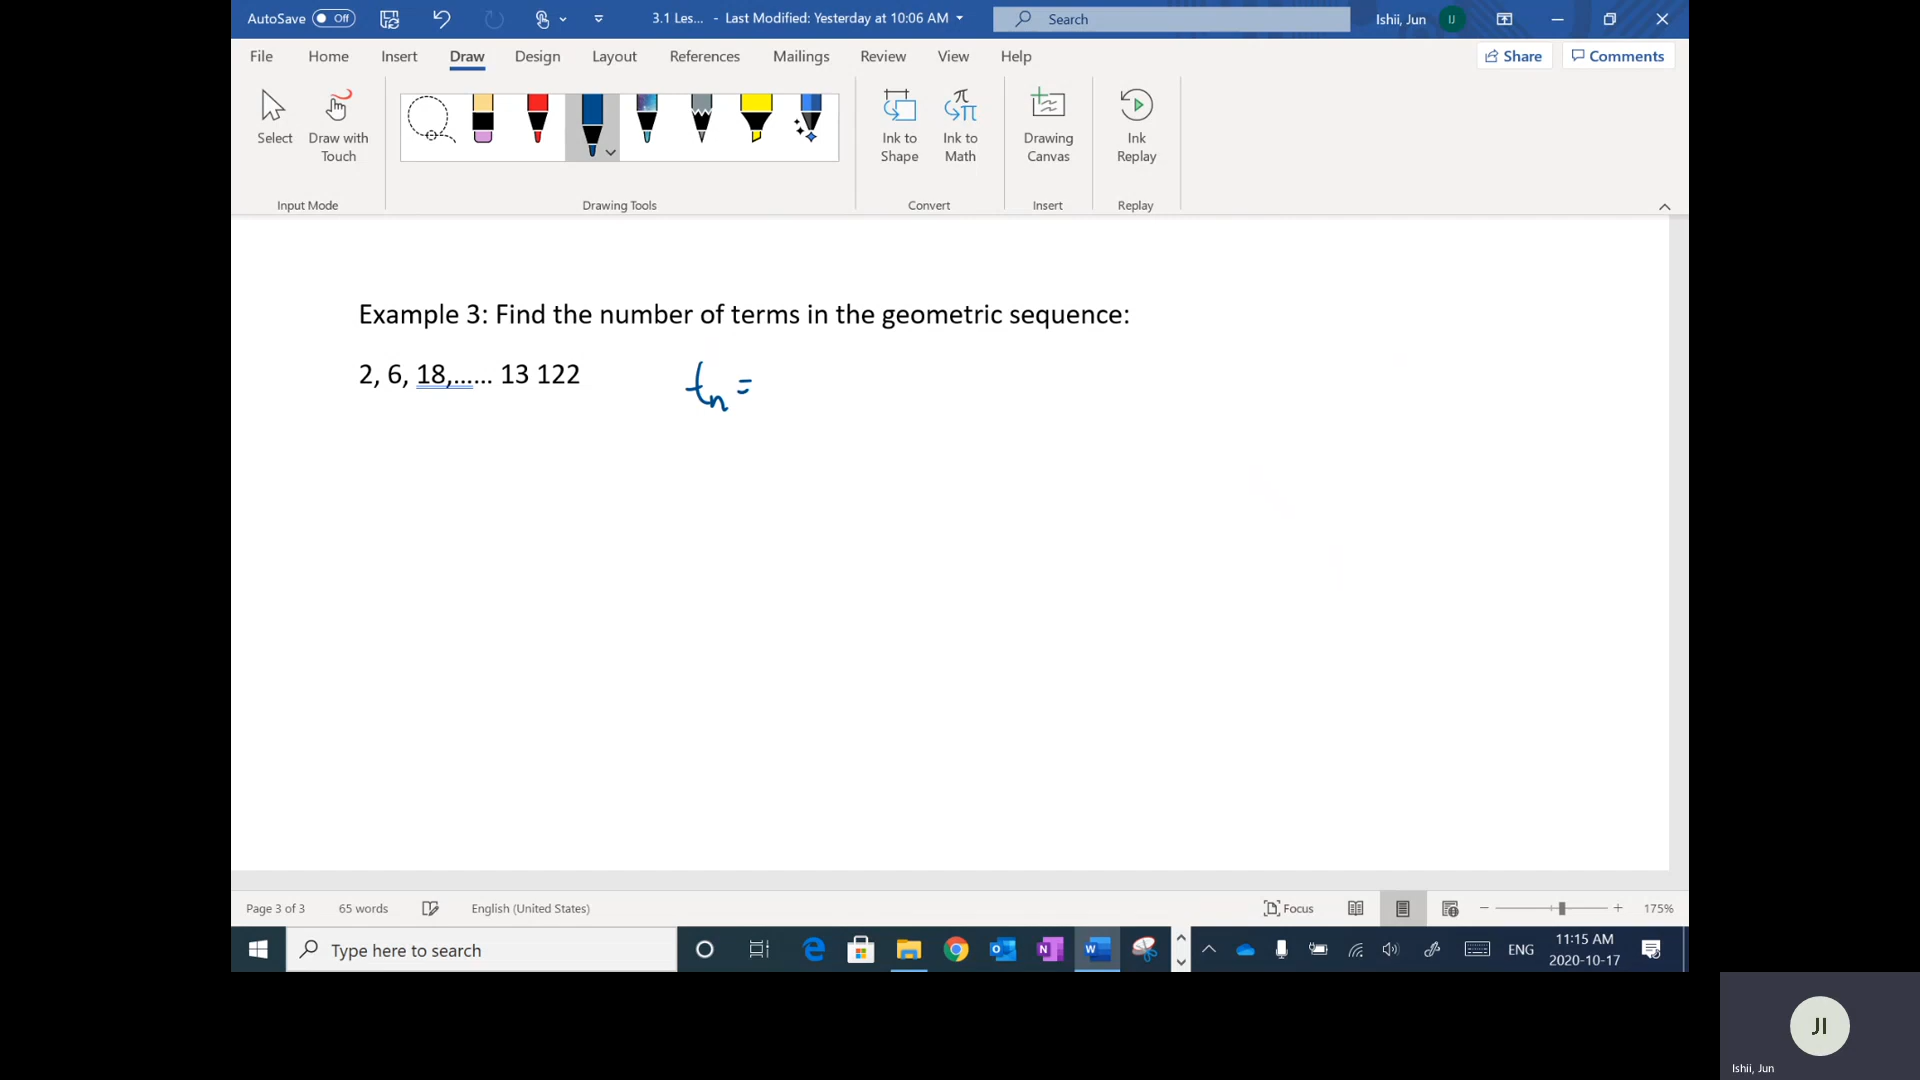 AutoSave Off 3.1 Les... - Last Modified: Yesterday at 10:06 AM Search Ishii, Jun IJ
File Home Insert Draw Design Layout References Mailings Review View Help Share Comments
Select Draw with Touch Ink to Shape Ink to Math Drawing Canvas Ink Replay
Input Mode Drawing Tools Convert Insert Replay
Example 3: Find the number of terms in the geometric sequence:
2, 6, 18,...... 13 122 tn =
Page 3 of 3 65 words English (United States) Focus 175%
Type here to search ENG 11:15 AM
2020-10-17
JI
Ishii, Jun